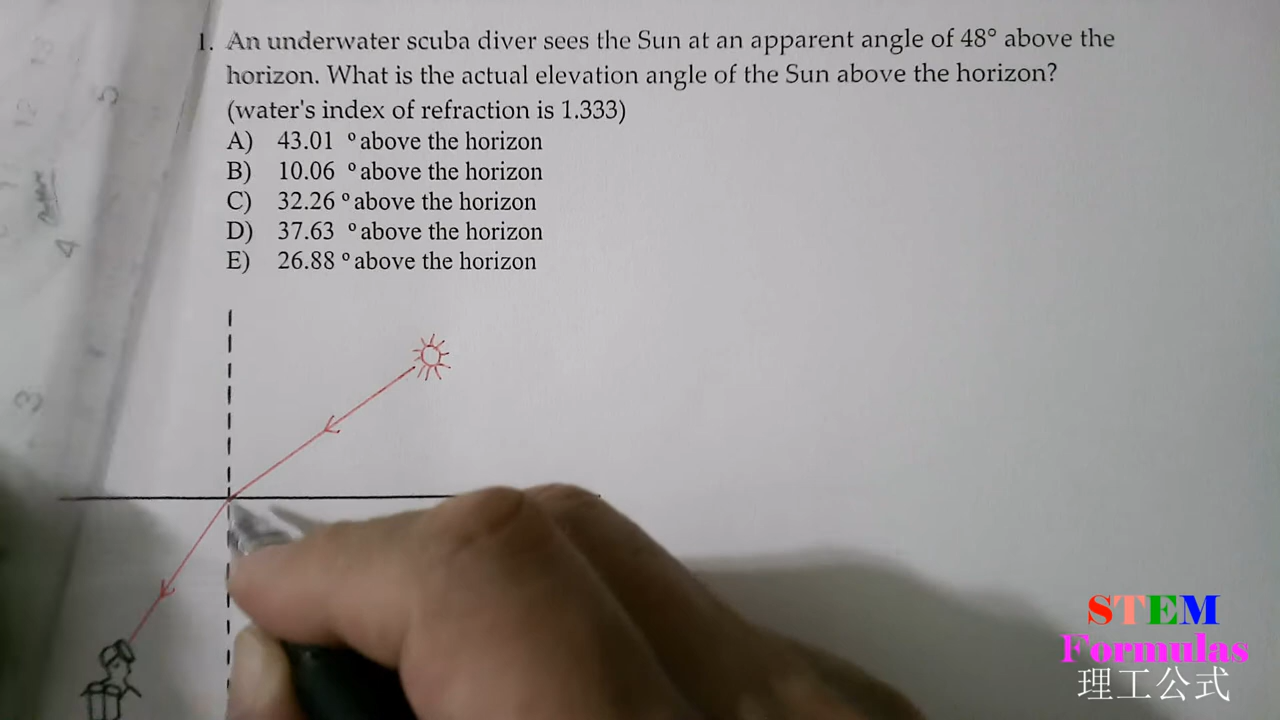 1. An underwater scuba diver sees the Sun at an apparent angle of 48° above the
horizon. What is the actual elevation angle of the Sun above the horizon?
(water's index of refraction is 1.333)
A) 43.01 º above the horizon
B) 10.06 º above the horizon
C) 32.26 º above the horizon
D) 37.63 º above the horizon
E) 26.88 º above the horizon
5
4
3
STEM
Formulas
理工公式